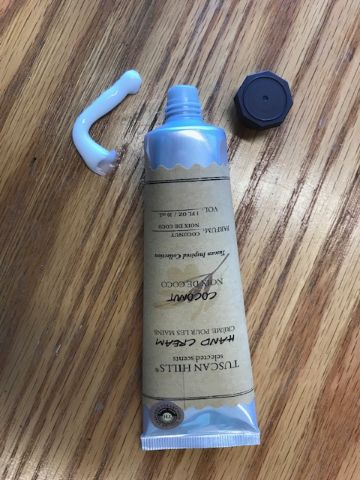 TUSCAN HILLS®
selected scents
HAND CREAM
CRÈME POUR LES MAINS
COCONUT
NOIX DE COCO
Tuscan Inspired Collection
PARFUM: COCONUT
NOIX DE COCO
VOL: 1 FL OZ / 30 mL